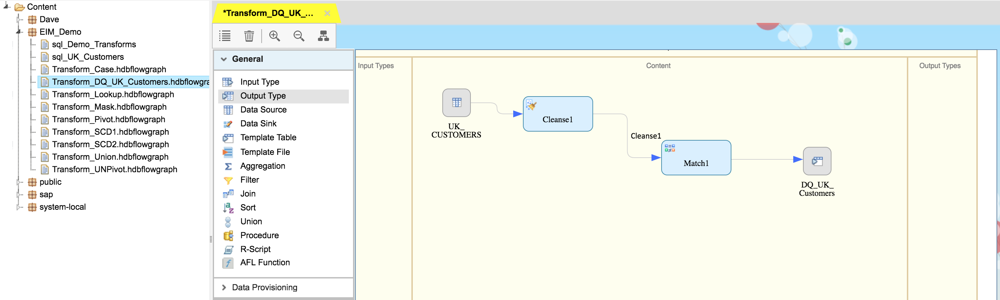 Content
Dave
EIM_Demo
sql_Demo_Transforms
sql_UK_Customers
Transform_Case.hdbflowgraph
Transform_DQ_UK_Customers.hdbflowgra
Transform_Lookup.hdbflowgraph
Transform_Mask.hdbflowgraph
Transform_Pivot.hdbflowgraph
Transform_SCD1.hdbflowgraph
Transform_SCD2.hdbflowgraph
Transform_Union.hdbflowgraph
Transform_UNPivot.hdbflowgraph
public
sap
system-local
*Transform_DQ_UK_...
General
Input Type
Output Type
Data Source
Data Sink
Template Table
Template File
Aggregation
Filter
Join
Sort
Union
Procedure
R-Script
AFL Function
Data Provisioning
Input Types
Content
Output Types
UK_
CUSTOMERS
Cleanse1
Cleanse1
Match1
DQ_UK_
Customers